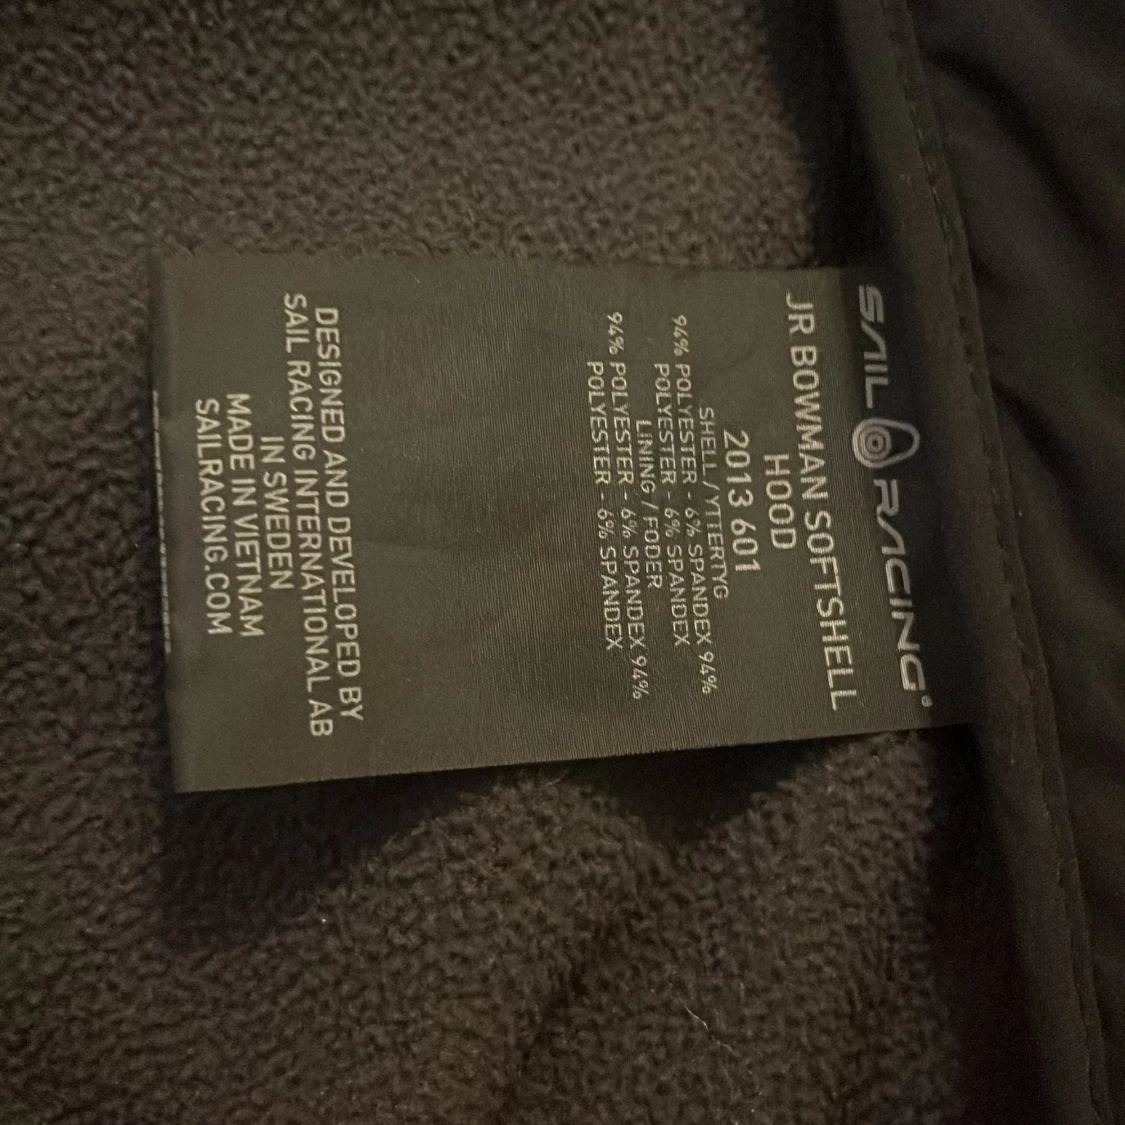 SAIL RACING®
JR BOWMAN SOFTSHELL
HOOD
2013 601
SHELL / YTTERTYG
94% POLYESTER - 6% SPANDEX 94%
POLYESTER - 6% SPANDEX
LINING / FODER
94% POLYESTER - 6% SPANDEX 94%
POLYESTER - 6% SPANDEX
DESIGNED AND DEVELOPED BY
SAIL RACING INTERNATIONAL AB
IN SWEDEN
MADE IN VIETNAM
SAILRACING.COM